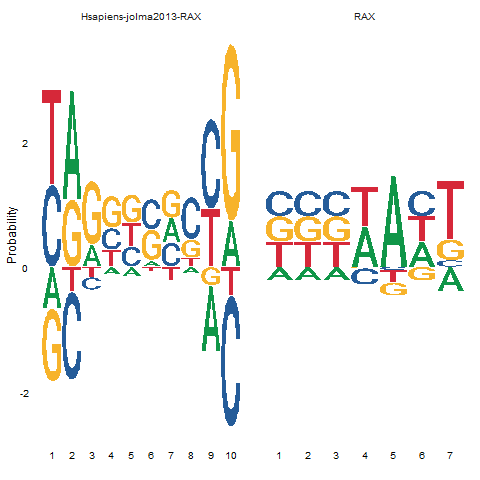 Hsapiens-jolma2013-RAX
RAX
Probability
2
0
-2
T A G G G C G C C G
C G A C T G A G T A
A T T T C A C T G T
G C C A A T T A A C
C C C T A C T
G G G A T T G
T T T C G A C
A A A G A
1 2 3 4 5 6 7 8 9 10
1 2 3 4 5 6 7